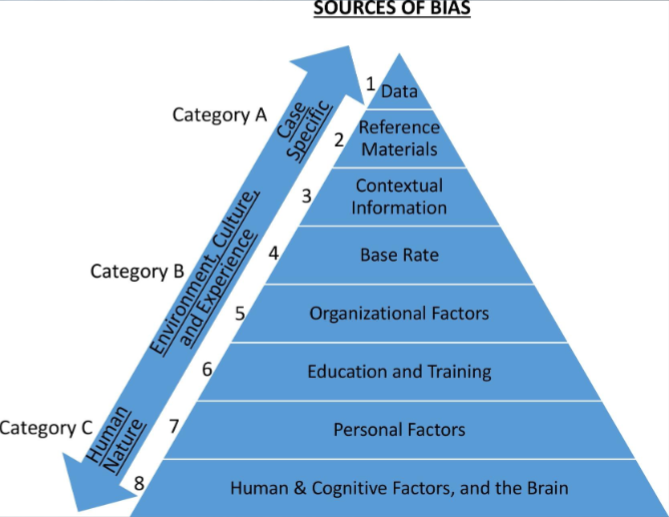 SOURCES OF BIAS
1 Data
Category A
Case
Specific
2 Reference
Materials
3 Contextual
Information
4 Base Rate
Category B
Environment, Culture,
and Experience
5 Organizational Factors
6 Education and Training
7 Personal Factors
Category C
Human
Nature
8 Human & Cognitive Factors, and the Brain